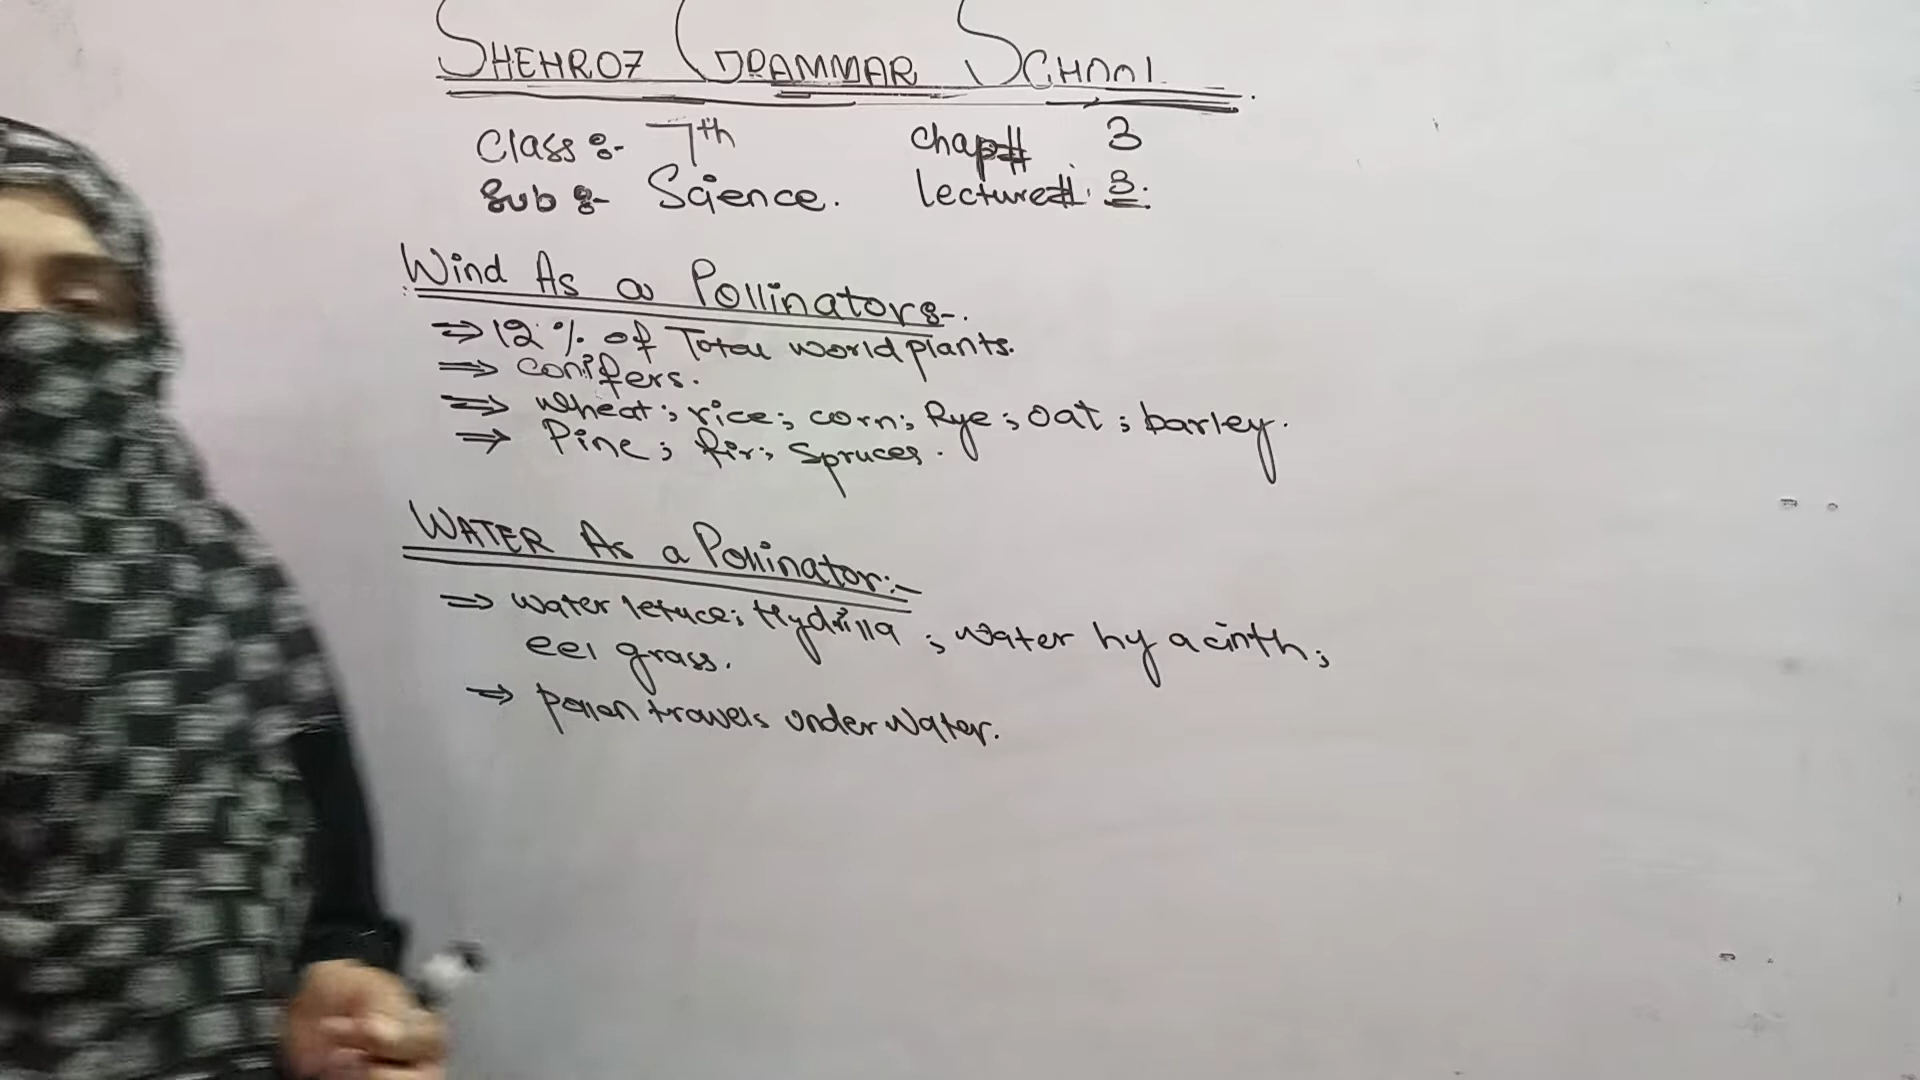 SHEHROZ GRAMMAR SCHOOL
Class :- 7th chap# 3
Sub :- Science. lecture#. 3.
Wind As a Pollinator:-.
⇒ 12 % of Total world plants.
⇒ conifers.
⇒ wheat; rice; corn; Rye; oat; barley.
⇒ Pine; fir; Spruces.
WATER As a Pollinator:-
⇒ water letuce; Hydrilla; water hyacinth;
eel grass.
⇒ pollen travels under water.